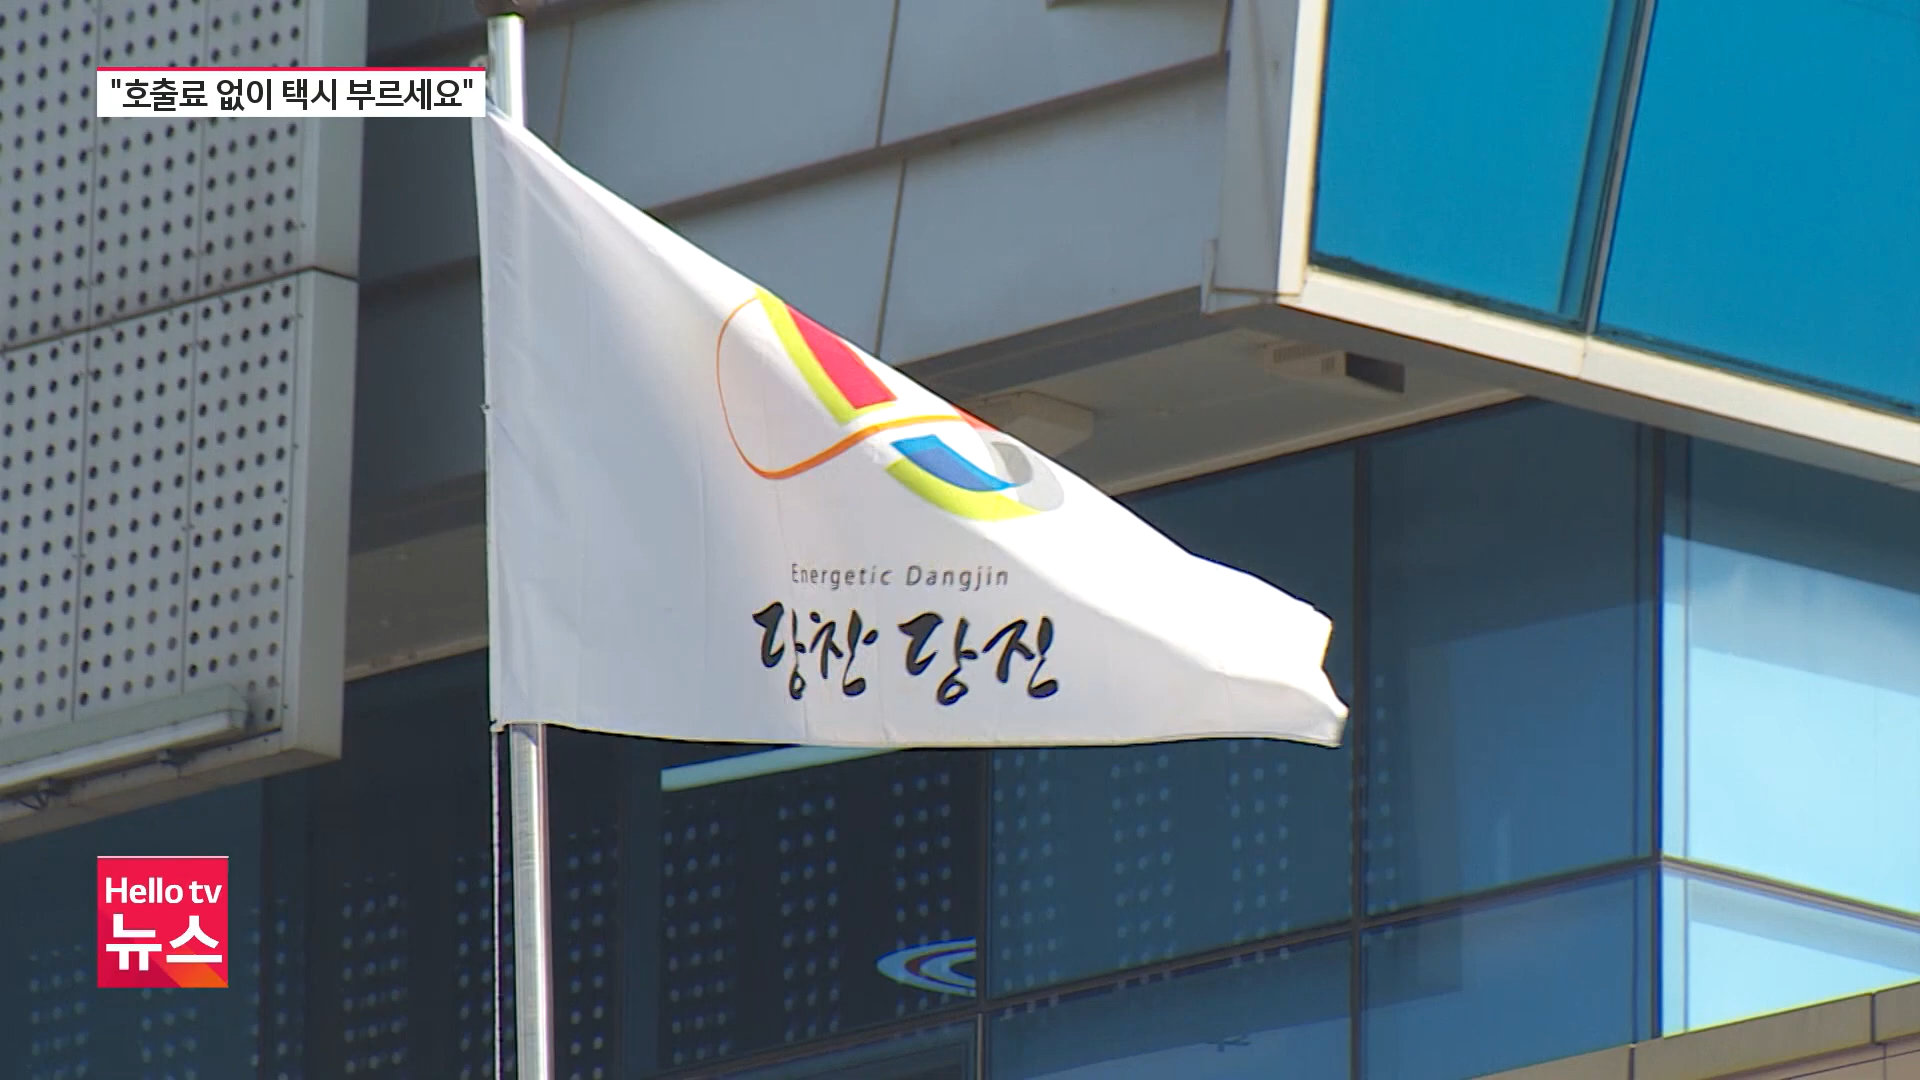 "호출료 없이 택시 부르세요"
Energetic Dangjin
당찬 당진
Hello tv
뉴스